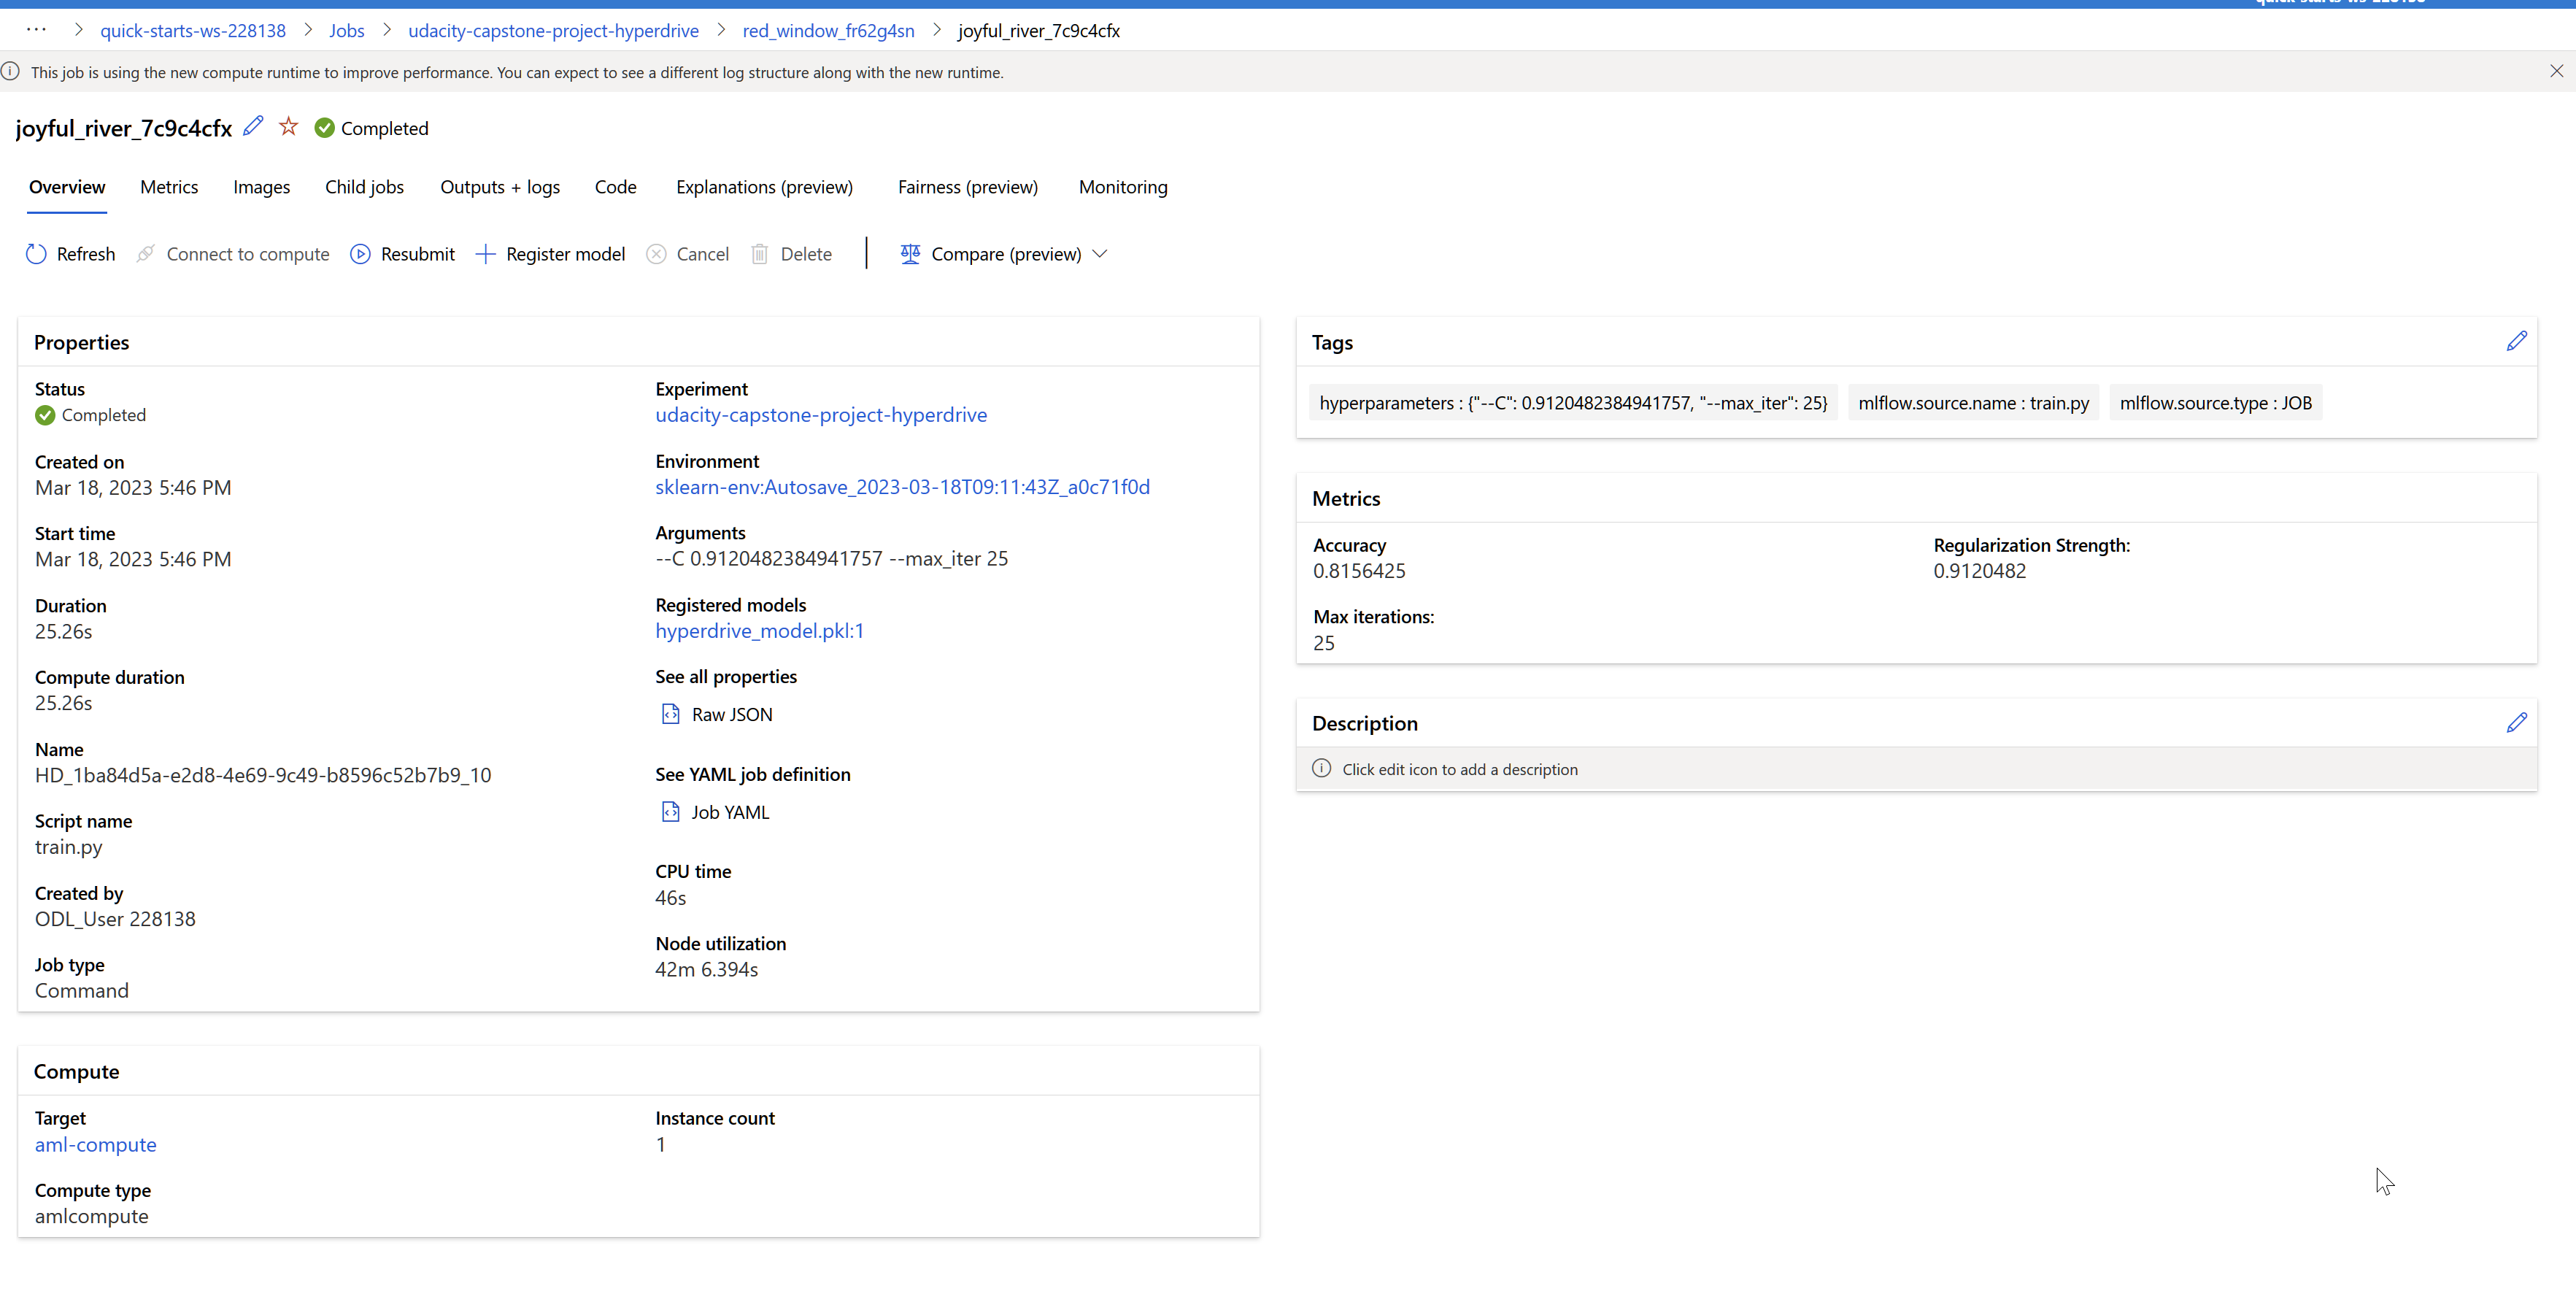 ··· > quick-starts-ws-228138 > Jobs > udacity-capstone-project-hyperdrive > red_window_fr62g4sn > joyful_river_7c9c4cfx
This job is using the new compute runtime to improve performance. You can expect to see a different log structure along with the new runtime.
joyful_river_7c9c4cfx Completed
Overview Metrics Images Child jobs Outputs + logs Code Explanations (preview) Fairness (preview) Monitoring
Refresh Connect to compute Resubmit Register model Cancel Delete Compare (preview)
Properties
Status
Completed
Created on
Mar 18, 2023 5:46 PM
Start time
Mar 18, 2023 5:46 PM
Duration
25.26s
Compute duration
25.26s
Name
HD_1ba84d5a-e2d8-4e69-9c49-b8596c52b7b9_10
Script name
train.py
Created by
ODL_User 228138
Job type
Command
Experiment
udacity-capstone-project-hyperdrive
Environment
sklearn-env:Autosave_2023-03-18T09:11:43Z_a0c71f0d
Arguments
--C 0.9120482384941757 --max_iter 25
Registered models
hyperdrive_model.pkl:1
See all properties
Raw JSON
See YAML job definition
Job YAML
CPU time
46s
Node utilization
42m 6.394s
Compute
Target
aml-compute
Compute type
amlcompute
Instance count
1
Tags
hyperparameters : {"--C": 0.9120482384941757, "--max_iter": 25} mlflow.source.name : train.py mlflow.source.type : JOB
Metrics
Accuracy
0.8156425
Max iterations:
25
Regularization Strength:
0.9120482
Description
Click edit icon to add a description